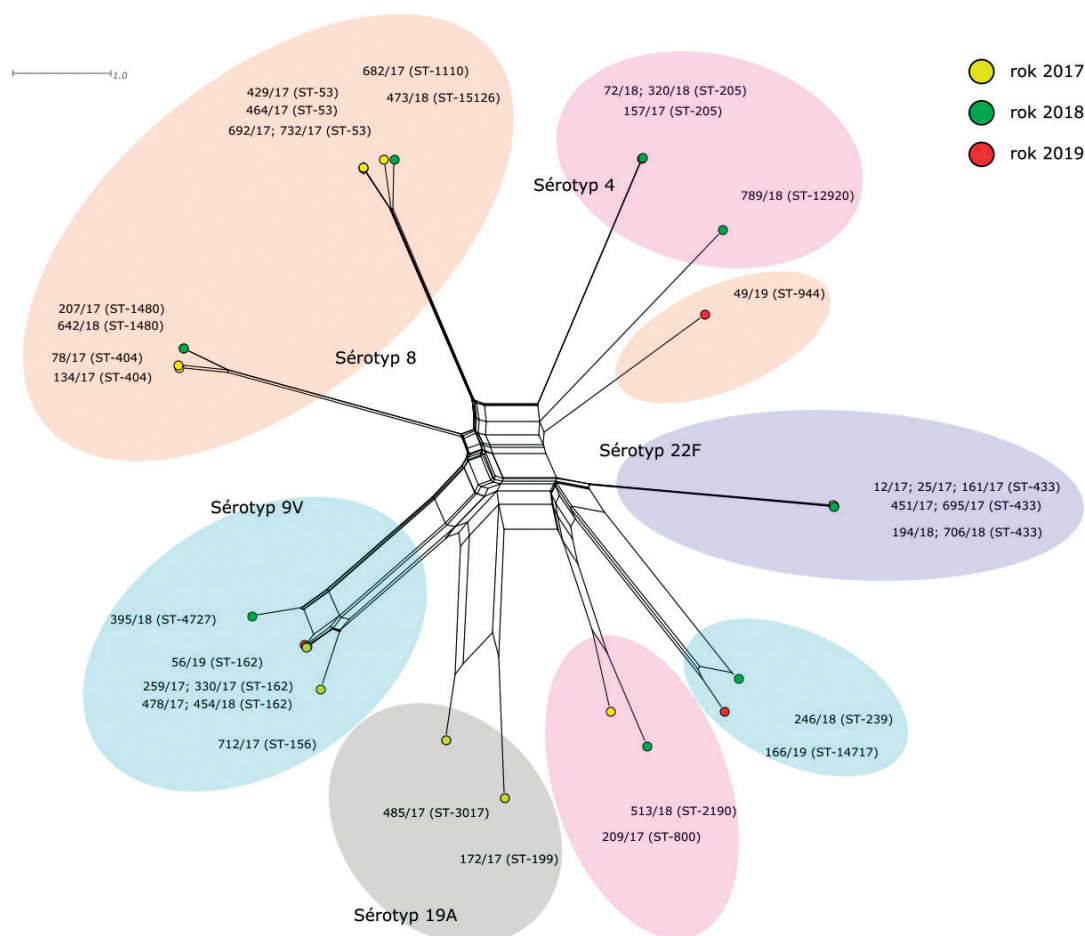 1.0
rok 2017
rok 2018
rok 2019
682/17 (ST-1110)
429/17 (ST-53)
473/18 (ST-15126)
464/17 (ST-53)
692/17; 732/17 (ST-53)
72/18; 320/18 (ST-205)
157/17 (ST-205)
Sérotyp 4
789/18 (ST-12920)
49/19 (ST-944)
207/17 (ST-1480)
642/18 (ST-1480)
78/17 (ST-404)
134/17 (ST-404)
Sérotyp 8
Sérotyp 22F
12/17; 25/17; 161/17 (ST-433)
451/17; 695/17 (ST-433)
194/18; 706/18 (ST-433)
Sérotyp 9V
395/18 (ST-4727)
56/19 (ST-162)
259/17; 330/17 (ST-162)
478/17; 454/18 (ST-162)
712/17 (ST-156)
246/18 (ST-239)
166/19 (ST-14717)
485/17 (ST-3017)
172/17 (ST-199)
513/18 (ST-2190)
209/17 (ST-800)
Sérotyp 19A